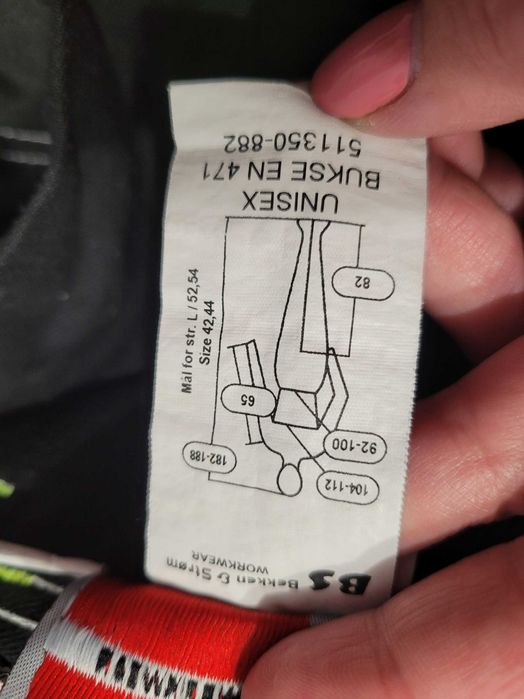 BS Bekken & Strøm
WORKWEAR
104-112
182-188
92-100
65
82
Mål for str. L / 52,54
Size 42,44
UNISEX
BUKSE EN 471
511350-882